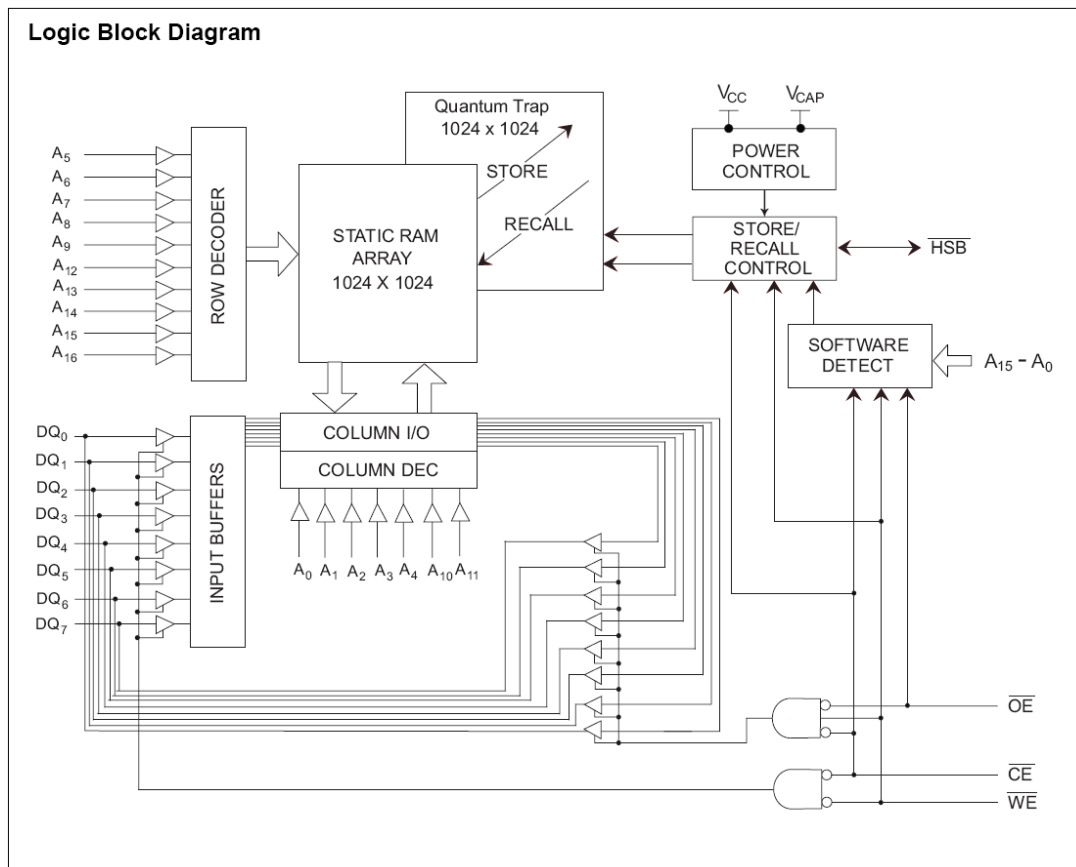 Logic Block Diagram
Quantum Trap
1024 x 1024
STORE
RECALL
STATIC RAM
ARRAY
1024 X 1024
ROW DECODER
A5
A6
A7
A8
A9
A12
A13
A14
A15
A16
VCC
VCAP
POWER
CONTROL
STORE/
RECALL
CONTROL
HSB
SOFTWARE
DETECT
A15 - A0
COLUMN I/O
COLUMN DEC
A0 A1 A2 A3 A4 A10 A11
INPUT BUFFERS
DQ0
DQ1
DQ2
DQ3
DQ4
DQ5
DQ6
DQ7
OE
CE
WE